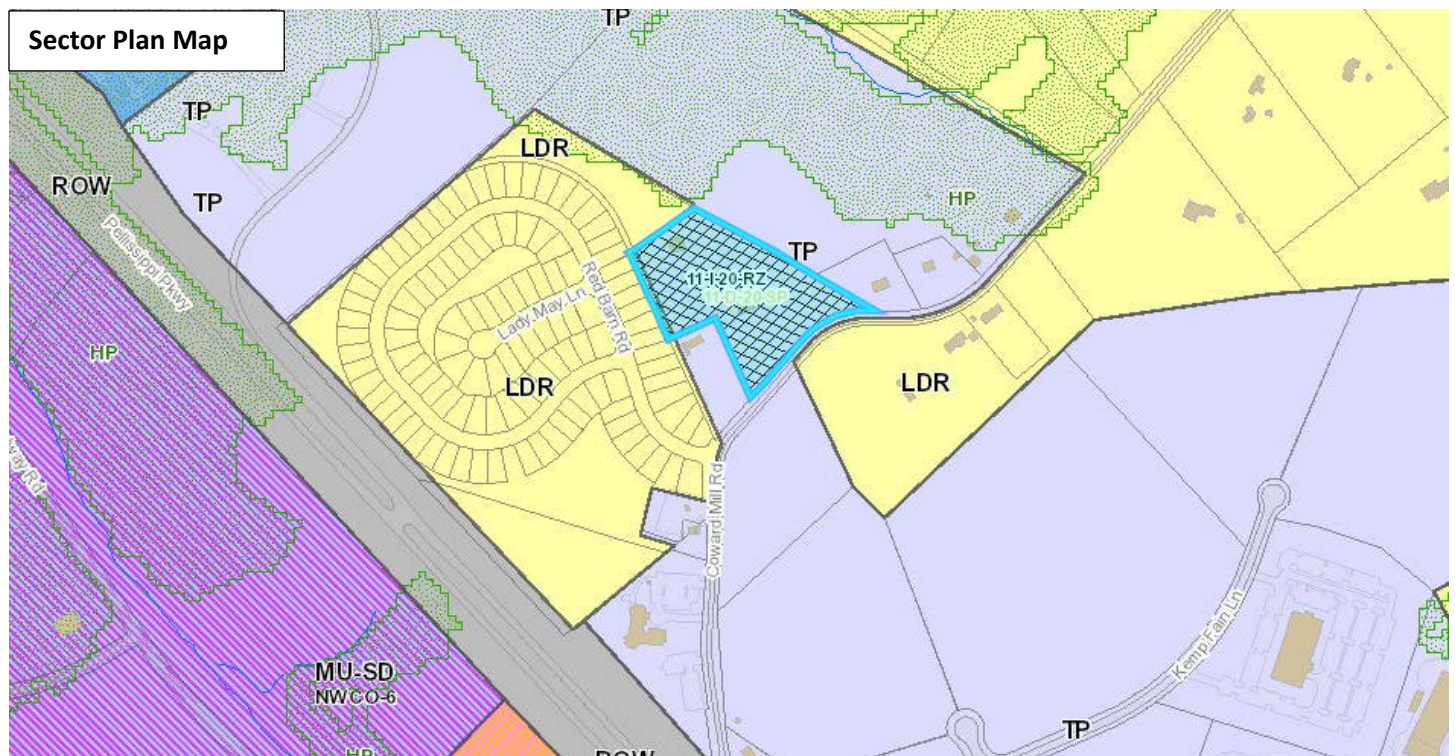 Sector Plan Map
TP
TP
ROW
TP
LDR
HP
Pellissippi Pkwy
TP
11-I-20-RZ
11-D-20-SP
Red Barn Rd
Lady May Ln
HP
LDR
LDR
Coward Mill Rd
Kemp Fain Ln
MU-SD
NWCO-6
TP
HP
ROW